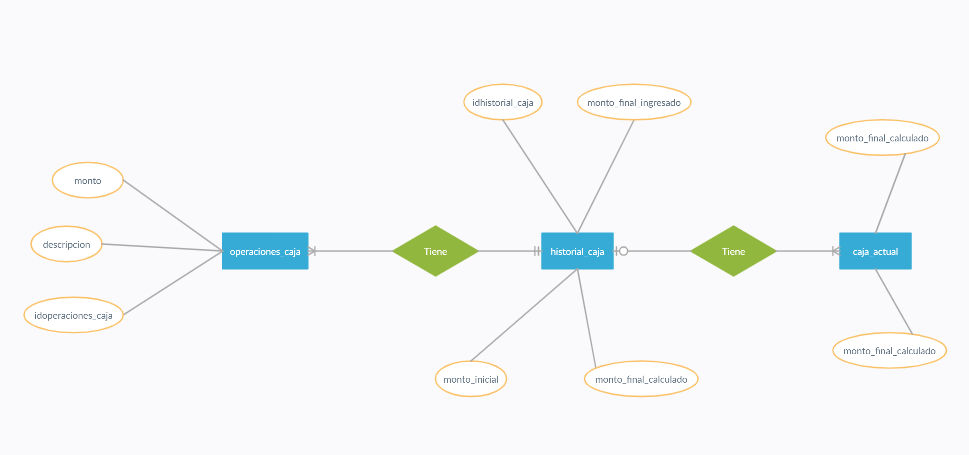 idhistorial_caja
monto_final_ingresado
monto_final_calculado
monto
descripcion
operaciones_caja
Tiene
historial_caja
Tiene
caja_actual
idoperaciones_caja
monto_final_calculado
monto_inicial
monto_final_calculado